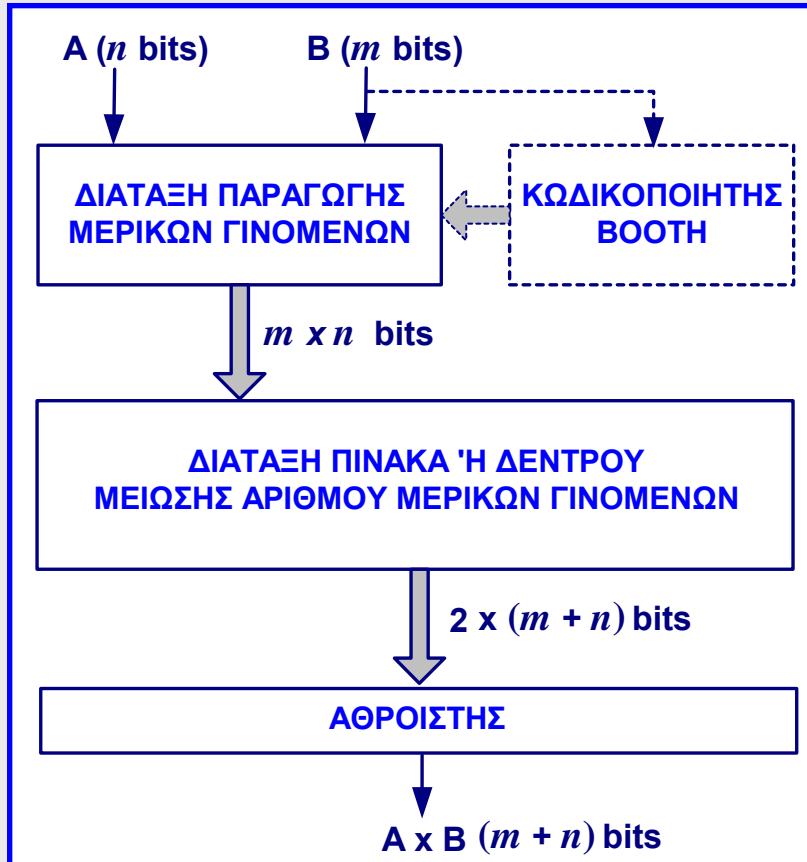 A (n bits)
B (m bits)
ΔΙΑΤΑΞΗ ΠΑΡΑΓΩΓΗΣ
ΜΕΡΙΚΩΝ ΓΙΝΟΜΕΝΩΝ
ΚΩΔΙΚΟΠΟΙΗΤΗΣ
BOOTH
m x n bits
ΔΙΑΤΑΞΗ ΠΙΝΑΚΑ 'Η ΔΕΝΤΡΟΥ
ΜΕΙΩΣΗΣ ΑΡΙΘΜΟΥ ΜΕΡΙΚΩΝ ΓΙΝΟΜΕΝΩΝ
2 x (m + n) bits
ΑΘΡΟΙΣΤΗΣ
A x B (m + n) bits